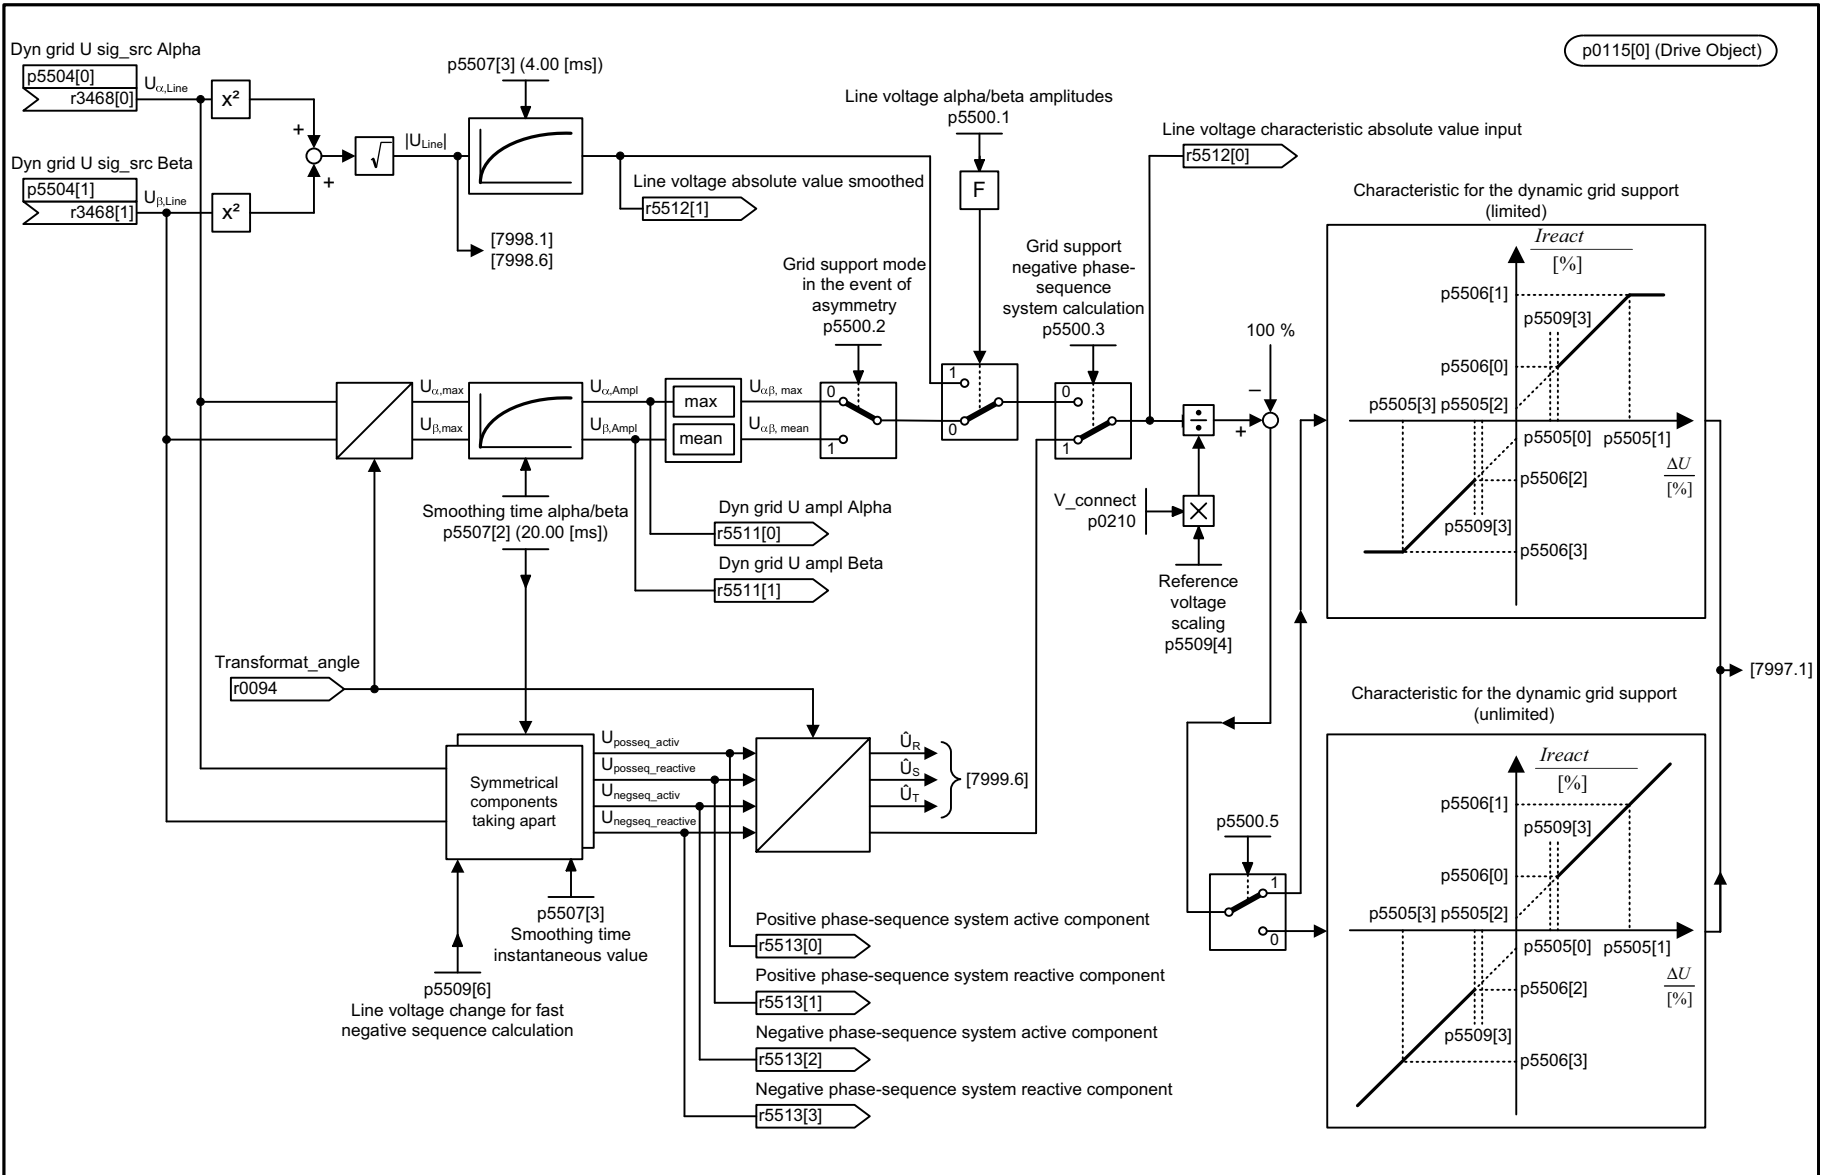 Dyn grid U sig_src Alpha
p5504[0]
r3468[0]
Uα,Line
x²
p5507[3] (4.00 [ms])
p0115[0] (Drive Object)
Dyn grid U sig_src Beta
p5504[1]
r3468[1]
Uβ,Line
x²
+
+
√
|ULine|
Line voltage absolute value smoothed
r5512[1]
[7998.1]
[7998.6]
Line voltage alpha/beta amplitudes
p5500.1
F
Line voltage characteristic absolute value input
r5512[0]
Grid support mode
in the event of
asymmetry
p5500.2
Grid support
negative phase-
sequence
system calculation
p5500.3
Uα,max
Uβ,max
Uα,Ampl
Uβ,Ampl
max
mean
Uαβ, max
Uαβ, mean
0
1
1
0
0
1
÷
100 %
–
+
Smoothing time alpha/beta
p5507[2] (20.00 [ms])
Dyn grid U ampl Alpha
r5511[0]
Dyn grid U ampl Beta
r5511[1]
V_connect
p0210
×
Reference
voltage
scaling
p5509[4]
Characteristic for the dynamic grid support
(limited)
Ireact
[%]
p5506[1]
p5509[3]
p5506[0]
p5505[3] p5505[2]
p5505[0] p5505[1]
ΔU
[%]
p5506[2]
p5509[3]
p5506[3]
[7997.1]
Transformat_angle
r0094
Symmetrical
components
taking apart
Uposseq_activ
Uposseq_reactive
Unegseq_activ
Unegseq_reactive
ÛR
ÛS
ÛT
[7999.6]
p5507[3]
Smoothing time
instantaneous value
p5509[6]
Line voltage change for fast
negative sequence calculation
Positive phase-sequence system active component
r5513[0]
Positive phase-sequence system reactive component
r5513[1]
Negative phase-sequence system active component
r5513[2]
Negative phase-sequence system reactive component
r5513[3]
p5500.5
1
0
Characteristic for the dynamic grid support
(unlimited)
Ireact
[%]
p5506[1]
p5509[3]
p5506[0]
p5505[3] p5505[2]
p5505[0] p5505[1]
ΔU
[%]
p5506[2]
p5509[3]
p5506[3]